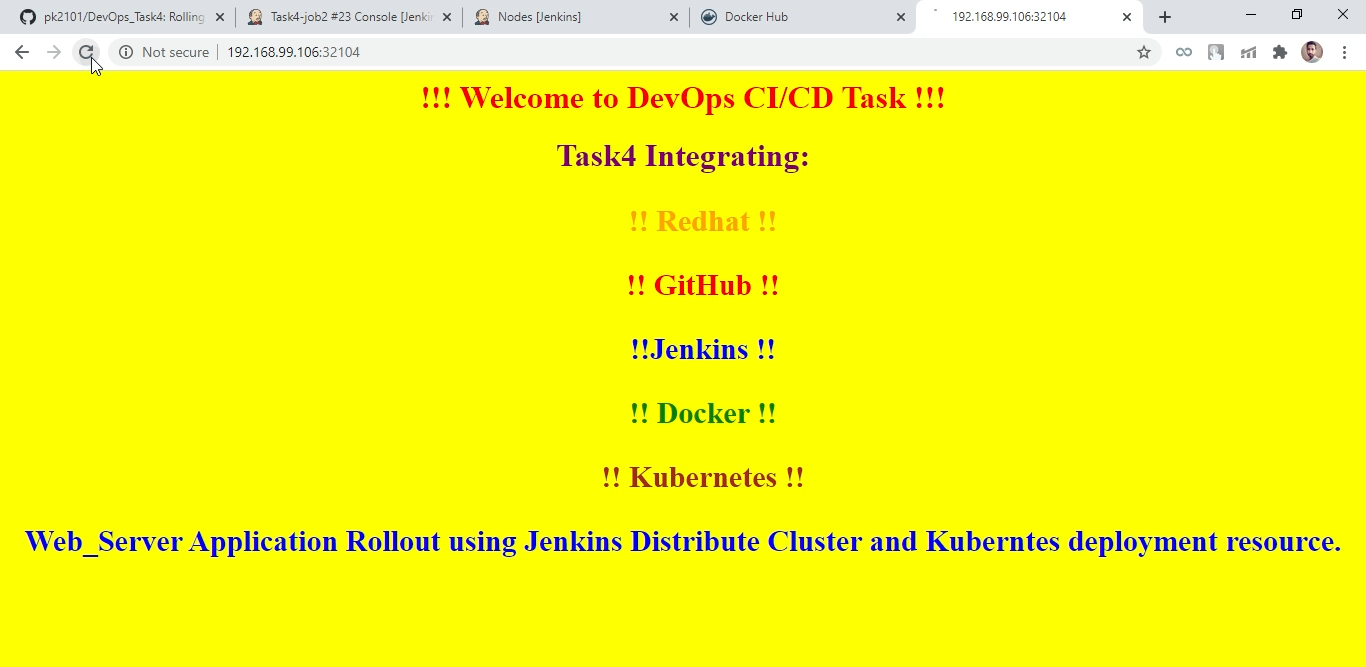 pk2101/DevOps_Task4: Rolling
Task4-job2 #23 Console [Jenkin
Nodes [Jenkins]
Docker Hub
192.168.99.106:32104
Not secure
192.168.99.106:32104
!!! Welcome to DevOps CI/CD Task !!!
Task4 Integrating:
!! Redhat !!
!! GitHub !!
!!Jenkins !!
!! Docker !!
!! Kubernetes !!
Web_Server Application Rollout using Jenkins Distribute Cluster and Kuberntes deployment resource.